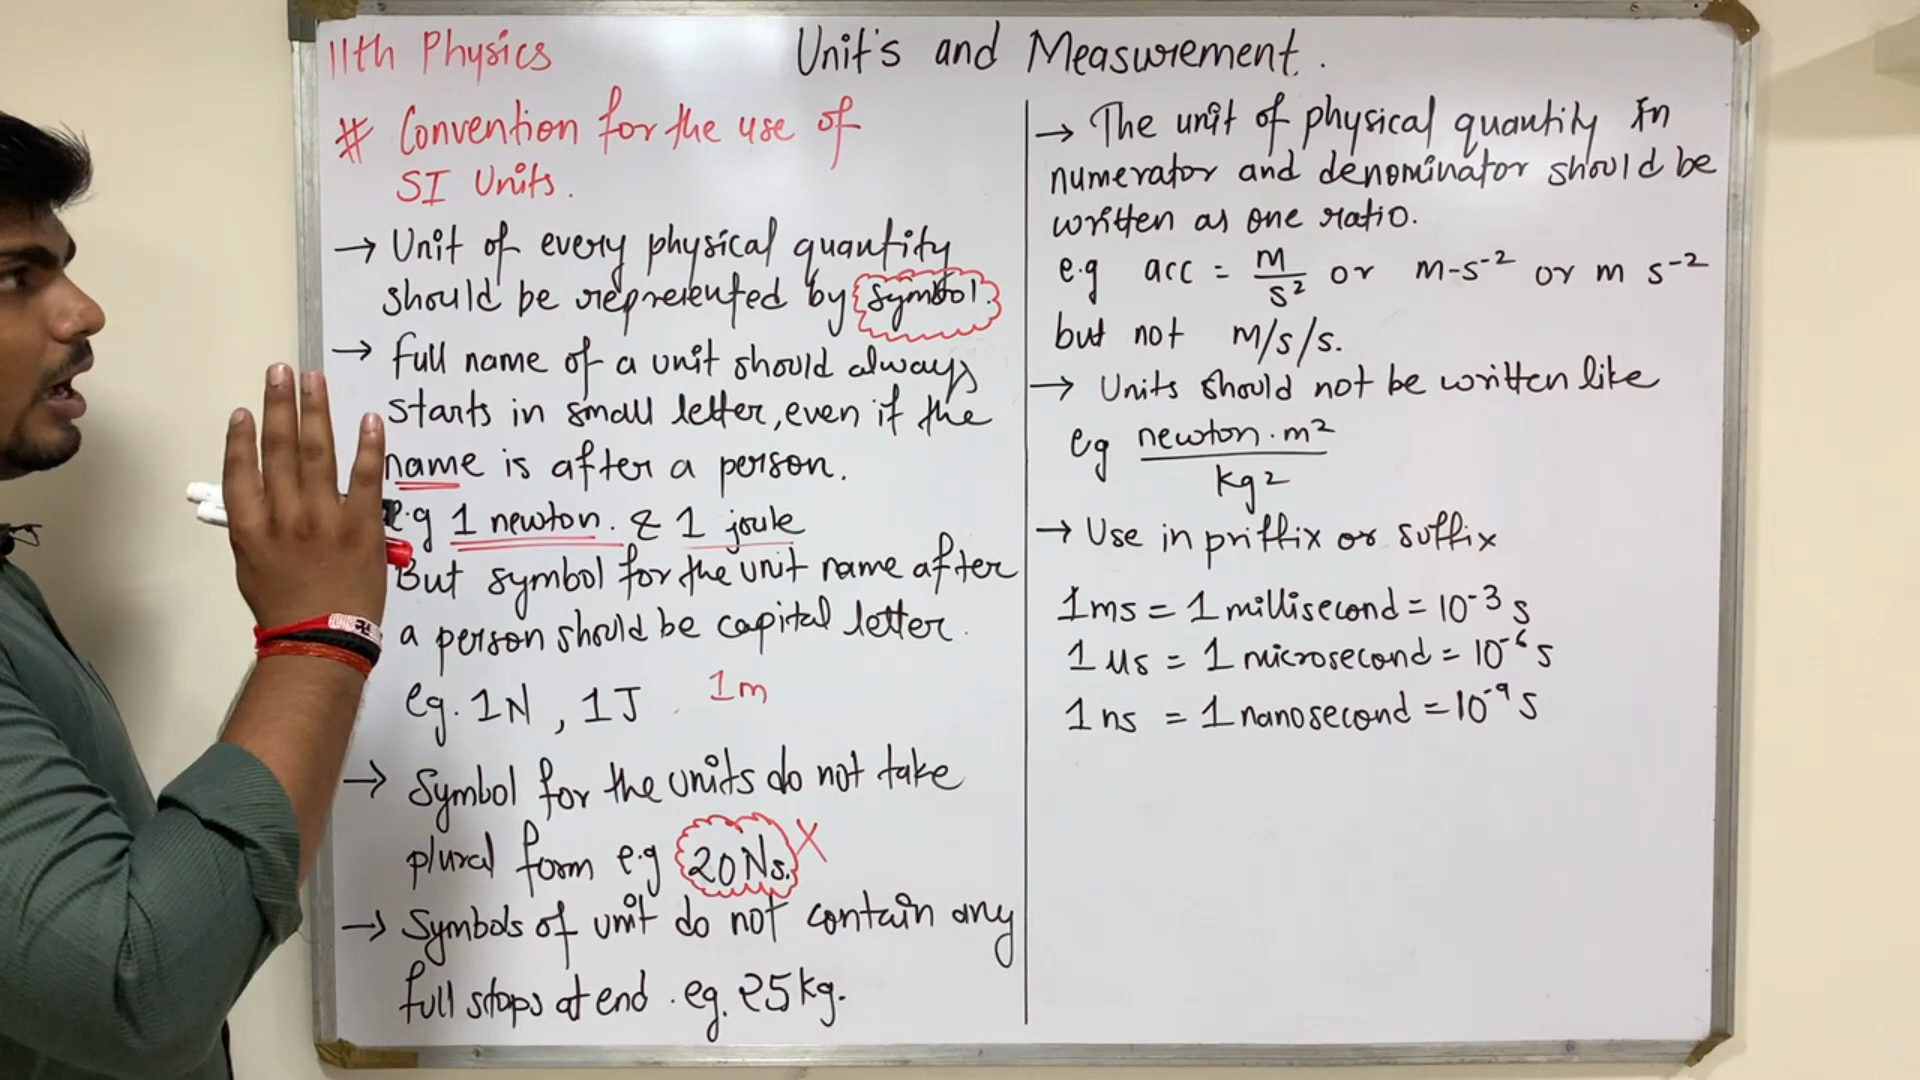 11th Physics
Unit's and Measurement.
# Convention for the use of
SI Units.
→ Unit of every physical quantity
should be represented by symbol.
→ full name of a unit should always
starts in small letter, even if the
name is after a person.
e.g 1 newton. & 1 joule
But symbol for the unit name after
a person should be capital letter.
eg. 1N, 1J 1m
→ Symbol for the units do not take
plural form e.g 20Ns. X
→ Symbols of unit do not contain any
full stops at end. eg. 25kg.
→ The unit of physical quantity In
numerator and denominator should be
written as one ratio.
e.g acc = m/s² or m-s⁻² or m s⁻²
but not m/s/s.
→ Units should not be written like
eg newton.m²
kg²
→ Use in priffix or suffix
1ms = 1 millisecond = 10⁻³ s
1 μs = 1 microsecond = 10⁻⁶ s
1 ns = 1 nanosecond = 10⁻⁹ s